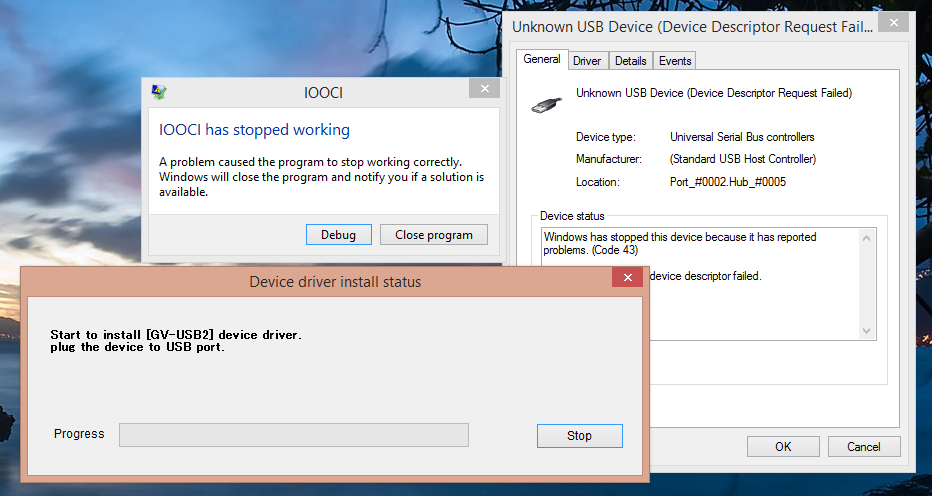 Unknown USB Device (Device Descriptor Request Fail...
General Driver Details Events
Unknown USB Device (Device Descriptor Request Failed)
Device type: Universal Serial Bus controllers
Manufacturer: (Standard USB Host Controller)
Location: Port_#0002.Hub_#0005
Device status
Windows has stopped this device because it has reported
problems. (Code 43)
device descriptor failed.
OK Cancel
IOOCI
IOOCI has stopped working
A problem caused the program to stop working correctly.
Windows will close the program and notify you if a solution is
available.
Debug Close program
Device driver install status
Start to install [GV-USB2] device driver.
plug the device to USB port.
Progress
Stop